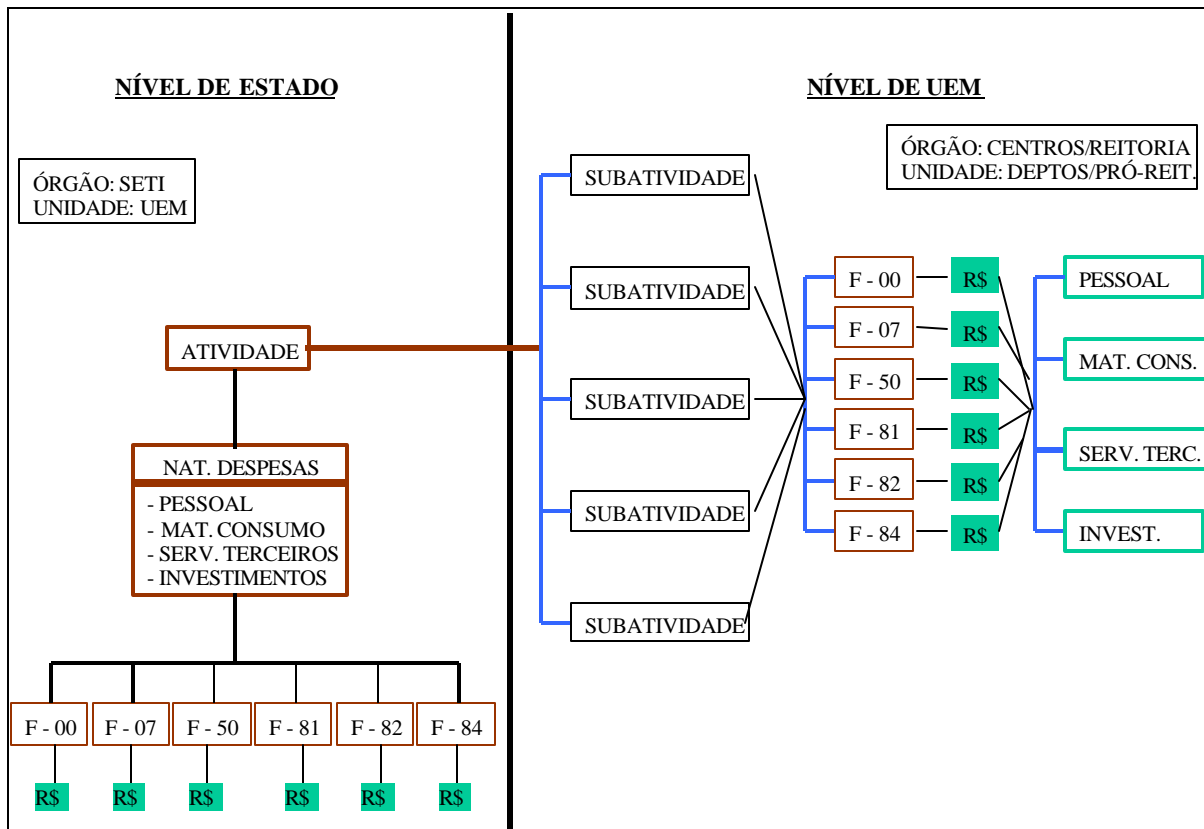 NÍVEL DE ESTADO
ÓRGÃO: SETI
UNIDADE: UEM
ATIVIDADE
NAT. DESPESAS
- PESSOAL
- MAT. CONSUMO
- SERV. TERCEIROS
- INVESTIMENTOS
F - 00
F - 07
F - 50
F - 81
F - 82
F - 84
R$
R$
R$
R$
R$
R$
NÍVEL DE UEM
ÓRGÃO: CENTROS/REITORIA
UNIDADE: DEPTOS/PRÓ-REIT.
SUBATIVIDADE
SUBATIVIDADE
SUBATIVIDADE
SUBATIVIDADE
SUBATIVIDADE
F - 00
R$
F - 07
R$
F - 50
R$
F - 81
R$
F - 82
R$
F - 84
R$
PESSOAL
MAT. CONS.
SERV. TERC.
INVEST.